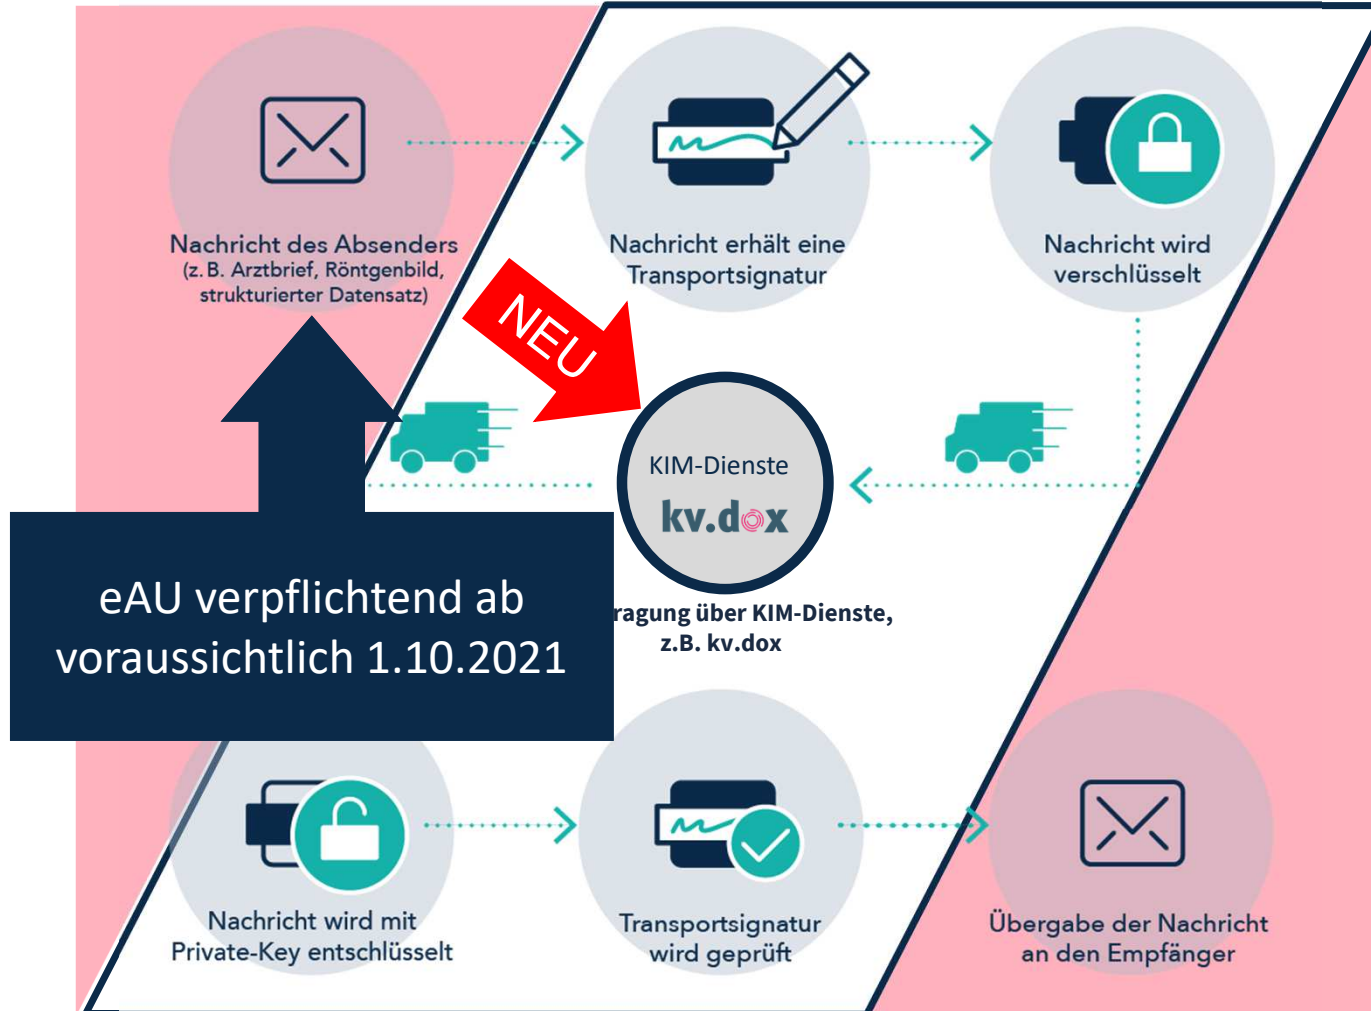 Nachricht des Absenders
(z. B. Arztbrief, Röntgenbild,
strukturierter Datensatz)
Nachricht erhält eine
Transportsignatur
Nachricht wird
verschlüsselt
NEU
KIM-Dienste
kv.dox
eAU verpflichtend ab
voraussichtlich 1.10.2021
über KIM-Dienste,
z.B. kv.dox
Nachricht wird mit
Private-Key entschlüsselt
Transportsignatur
wird geprüft
Übergabe der Nachricht
an den Empfänger